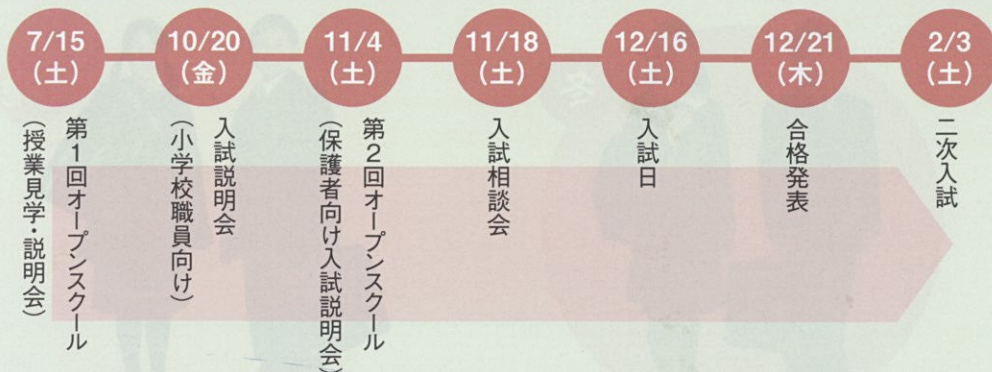 7/15
(土)
第1回オープンスクール
(授業見学・説明会)
10/20
(金)
入試説明会
(小学校職員向け)
11/4
(土)
第2回オープンスクール
(保護者向け入試説明会)
11/18
(土)
入試相談会
12/16
(土)
入試日
12/21
(木)
合格発表
2/3
(土)
二次入試